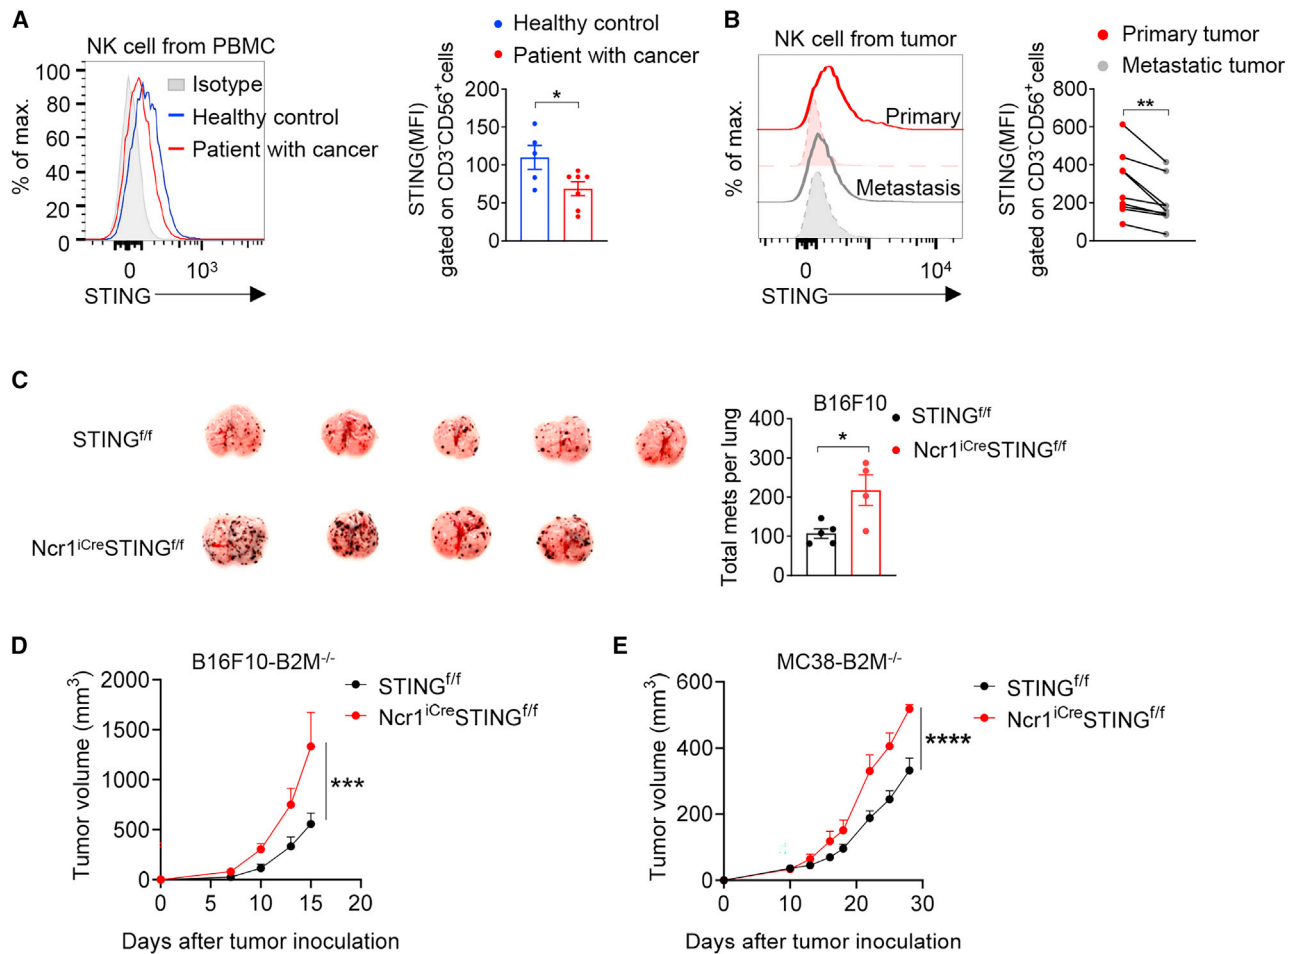 A
NK cell from PBMC
% of max.
100
80
60
40
20
0
Isotype
Healthy control
Patient with cancer
0
10³
STING
Healthy control
Patient with cancer
STING(MFI)
gated on CD3⁻CD56⁺cells
200
150
100
50
0
*
B
NK cell from tumor
% of max.
Primary
Metastasis
0
10⁴
STING
Primary tumor
Metastatic tumor
STING(MFI)
gated on CD3⁻CD56⁺cells
800
600
400
200
0
**
C
STINGᶠ/ᶠ
Ncr1ⁱCʳᵉSTINGᶠ/ᶠ
B16F10
STINGᶠ/ᶠ
Ncr1ⁱCʳᵉSTINGᶠ/ᶠ
Total mets per lung
400
300
200
100
0
*
D
B16F10-B2M⁻/⁻
Tumor volume (mm³)
2000
1500
1000
500
0
0 5 10 15 20
Days after tumor inoculation
STINGᶠ/ᶠ
Ncr1ⁱCʳᵉSTINGᶠ/ᶠ
***
E
MC38-B2M⁻/⁻
Tumor volume (mm³)
600
400
200
0
0 10 20 30
Days after tumor inoculation
STINGᶠ/ᶠ
Ncr1ⁱCʳᵉSTINGᶠ/ᶠ
****